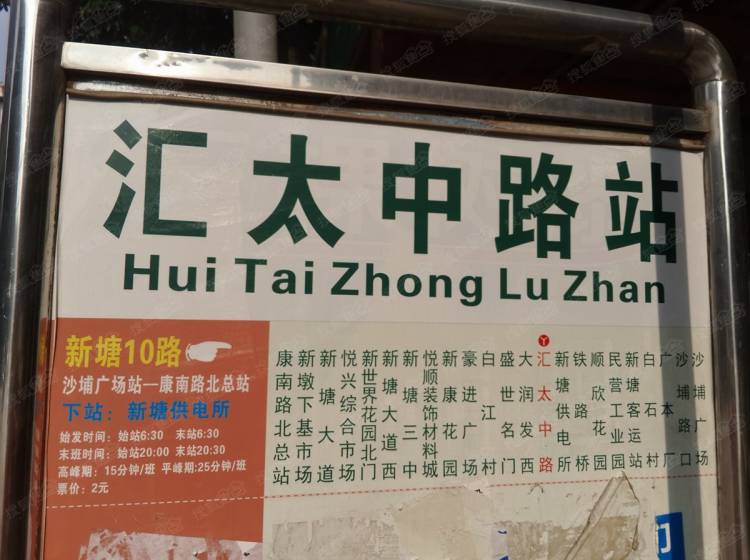 汇太中路站
Hui Tai Zhong Lu Zhan
新塘10路
沙埔广场站—康南路北总站
下站：新塘供电所
始发时间：始站6:30 末站6:30
末班时间：始站20:00 末站20:30
高峰期：15分钟/班 平峰期:25分钟/班
票价：2元
康南路北总站
新墩下基市场
新塘大道
悦兴综合市场
新世界花园北门
新塘大道西
新塘三中
悦顺装饰材料城
新康花园
豪进广场
白江村
盛世名门
大润发西
汇太中路
新塘供电所
铁路桥
顺欣花园
民营工业园
新塘客运站
白石村
广本厂
沙埔路口
沙埔广场